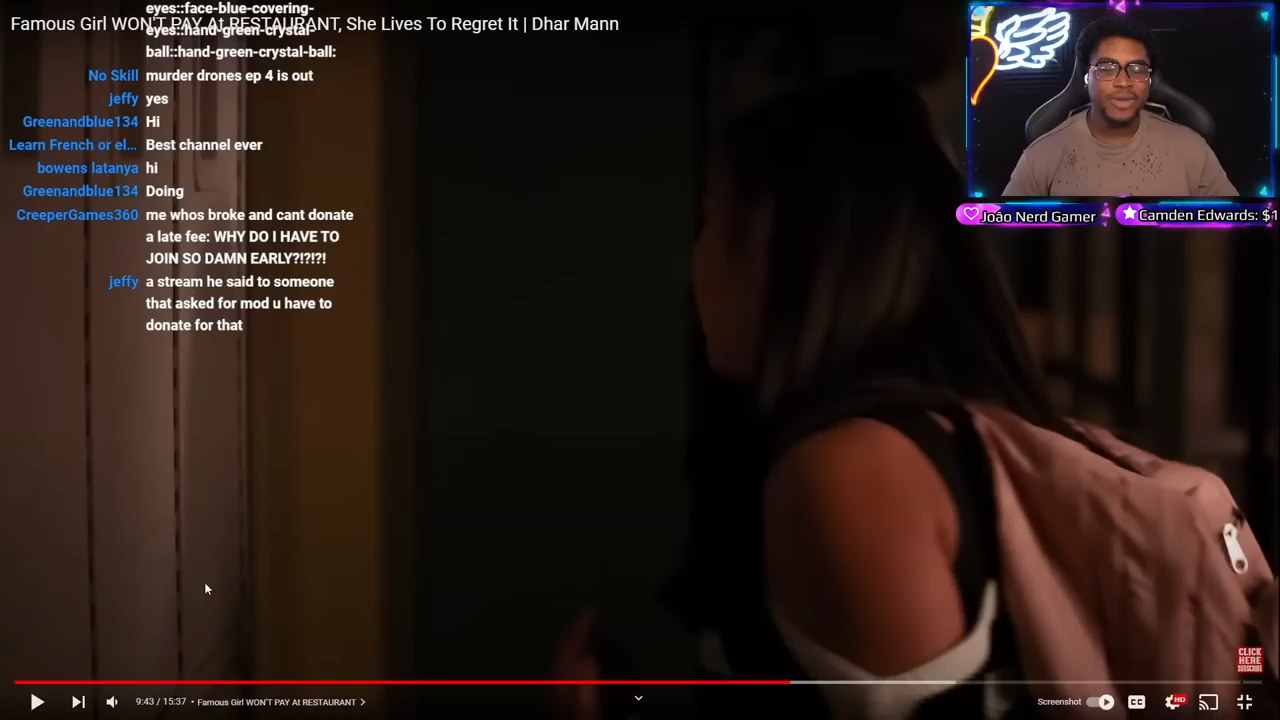 eyes::face-blue-covering-
Famous Girl WON'T PAY At RESTAURANT, She Lives To Regret It | Dhar Mann
eyes::hand-green-crystal-
ball::hand-green-crystal-ball:
No Skill murder drones ep 4 is out
jeffy yes
Greenandblue134 Hi
Learn French or el... Best channel ever
bowens latanya hi
Greenandblue134 Doing
CreeperGames360 me whos broke and cant donate
a late fee: WHY DO I HAVE TO
JOIN SO DAMN EARLY?!?!?!
jeffy a stream he said to someone
that asked for mod u have to
donate for that
João Nerd Gamer
Camden Edwards: $1
CLICK
HERE
SUBSCRIBE
9:43 / 15:37 • Famous Girl WON'T PAY At RESTAURANT
Screenshot
CC
HD